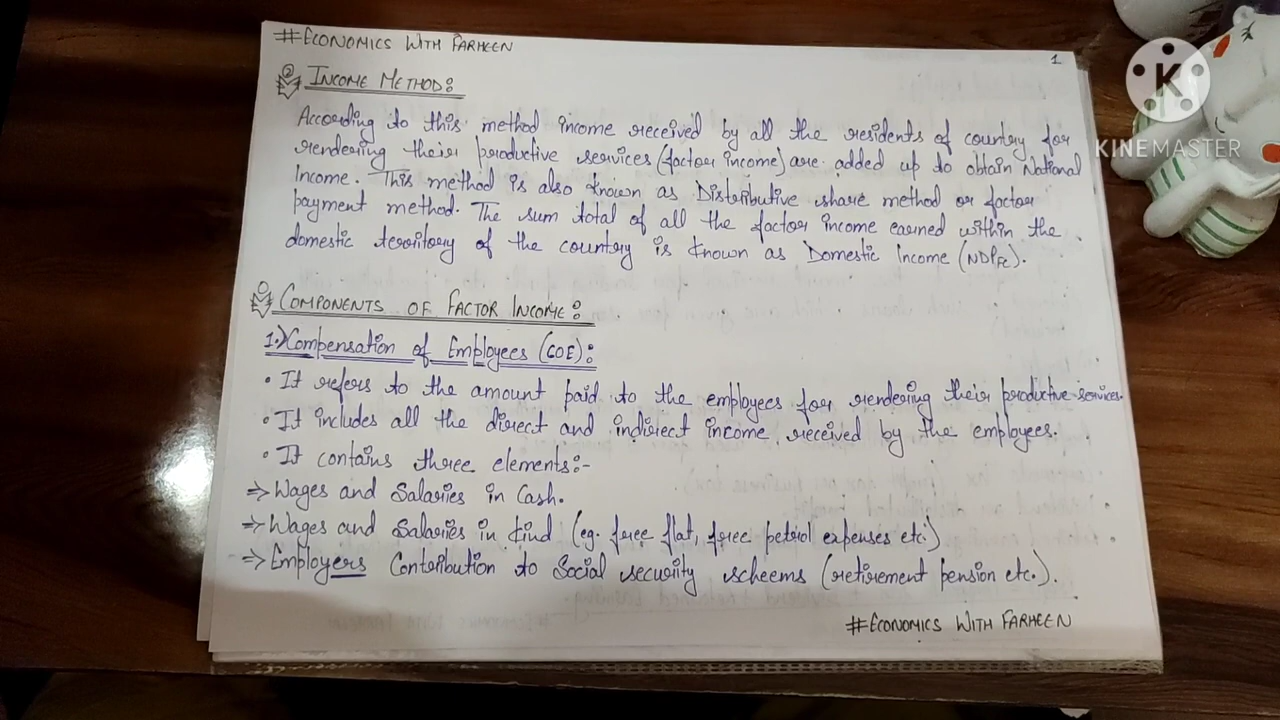 #ECONOMICS WITH FARHEEN
1
INCOME METHOD:
According to this method income received by all the residents of country for
rendering their productive services (factor income) are added up to obtain National
Income. This method is also known as Distributive share method or factor
payment method. The sum total of all the factor income earned within the
domestic territory of the country is known as Domestic Income (NDPFC).
COMPONENTS OF FACTOR INCOME:
1.) Compensation of Employees (COE):
• It refers to the amount paid to the employees for rendering their productive services.
• It includes all the direct and indirect income received by the employees.
• It contains three elements:-
⇒ Wages and Salaries in Cash.
⇒ Wages and Salaries in kind (eg. free flat, free petrol expenses etc.)
⇒ Employers Contribution to Social security scheems (retirement pension etc.).
#ECONOMICS WITH FARHEEN
K
KINEMASTER